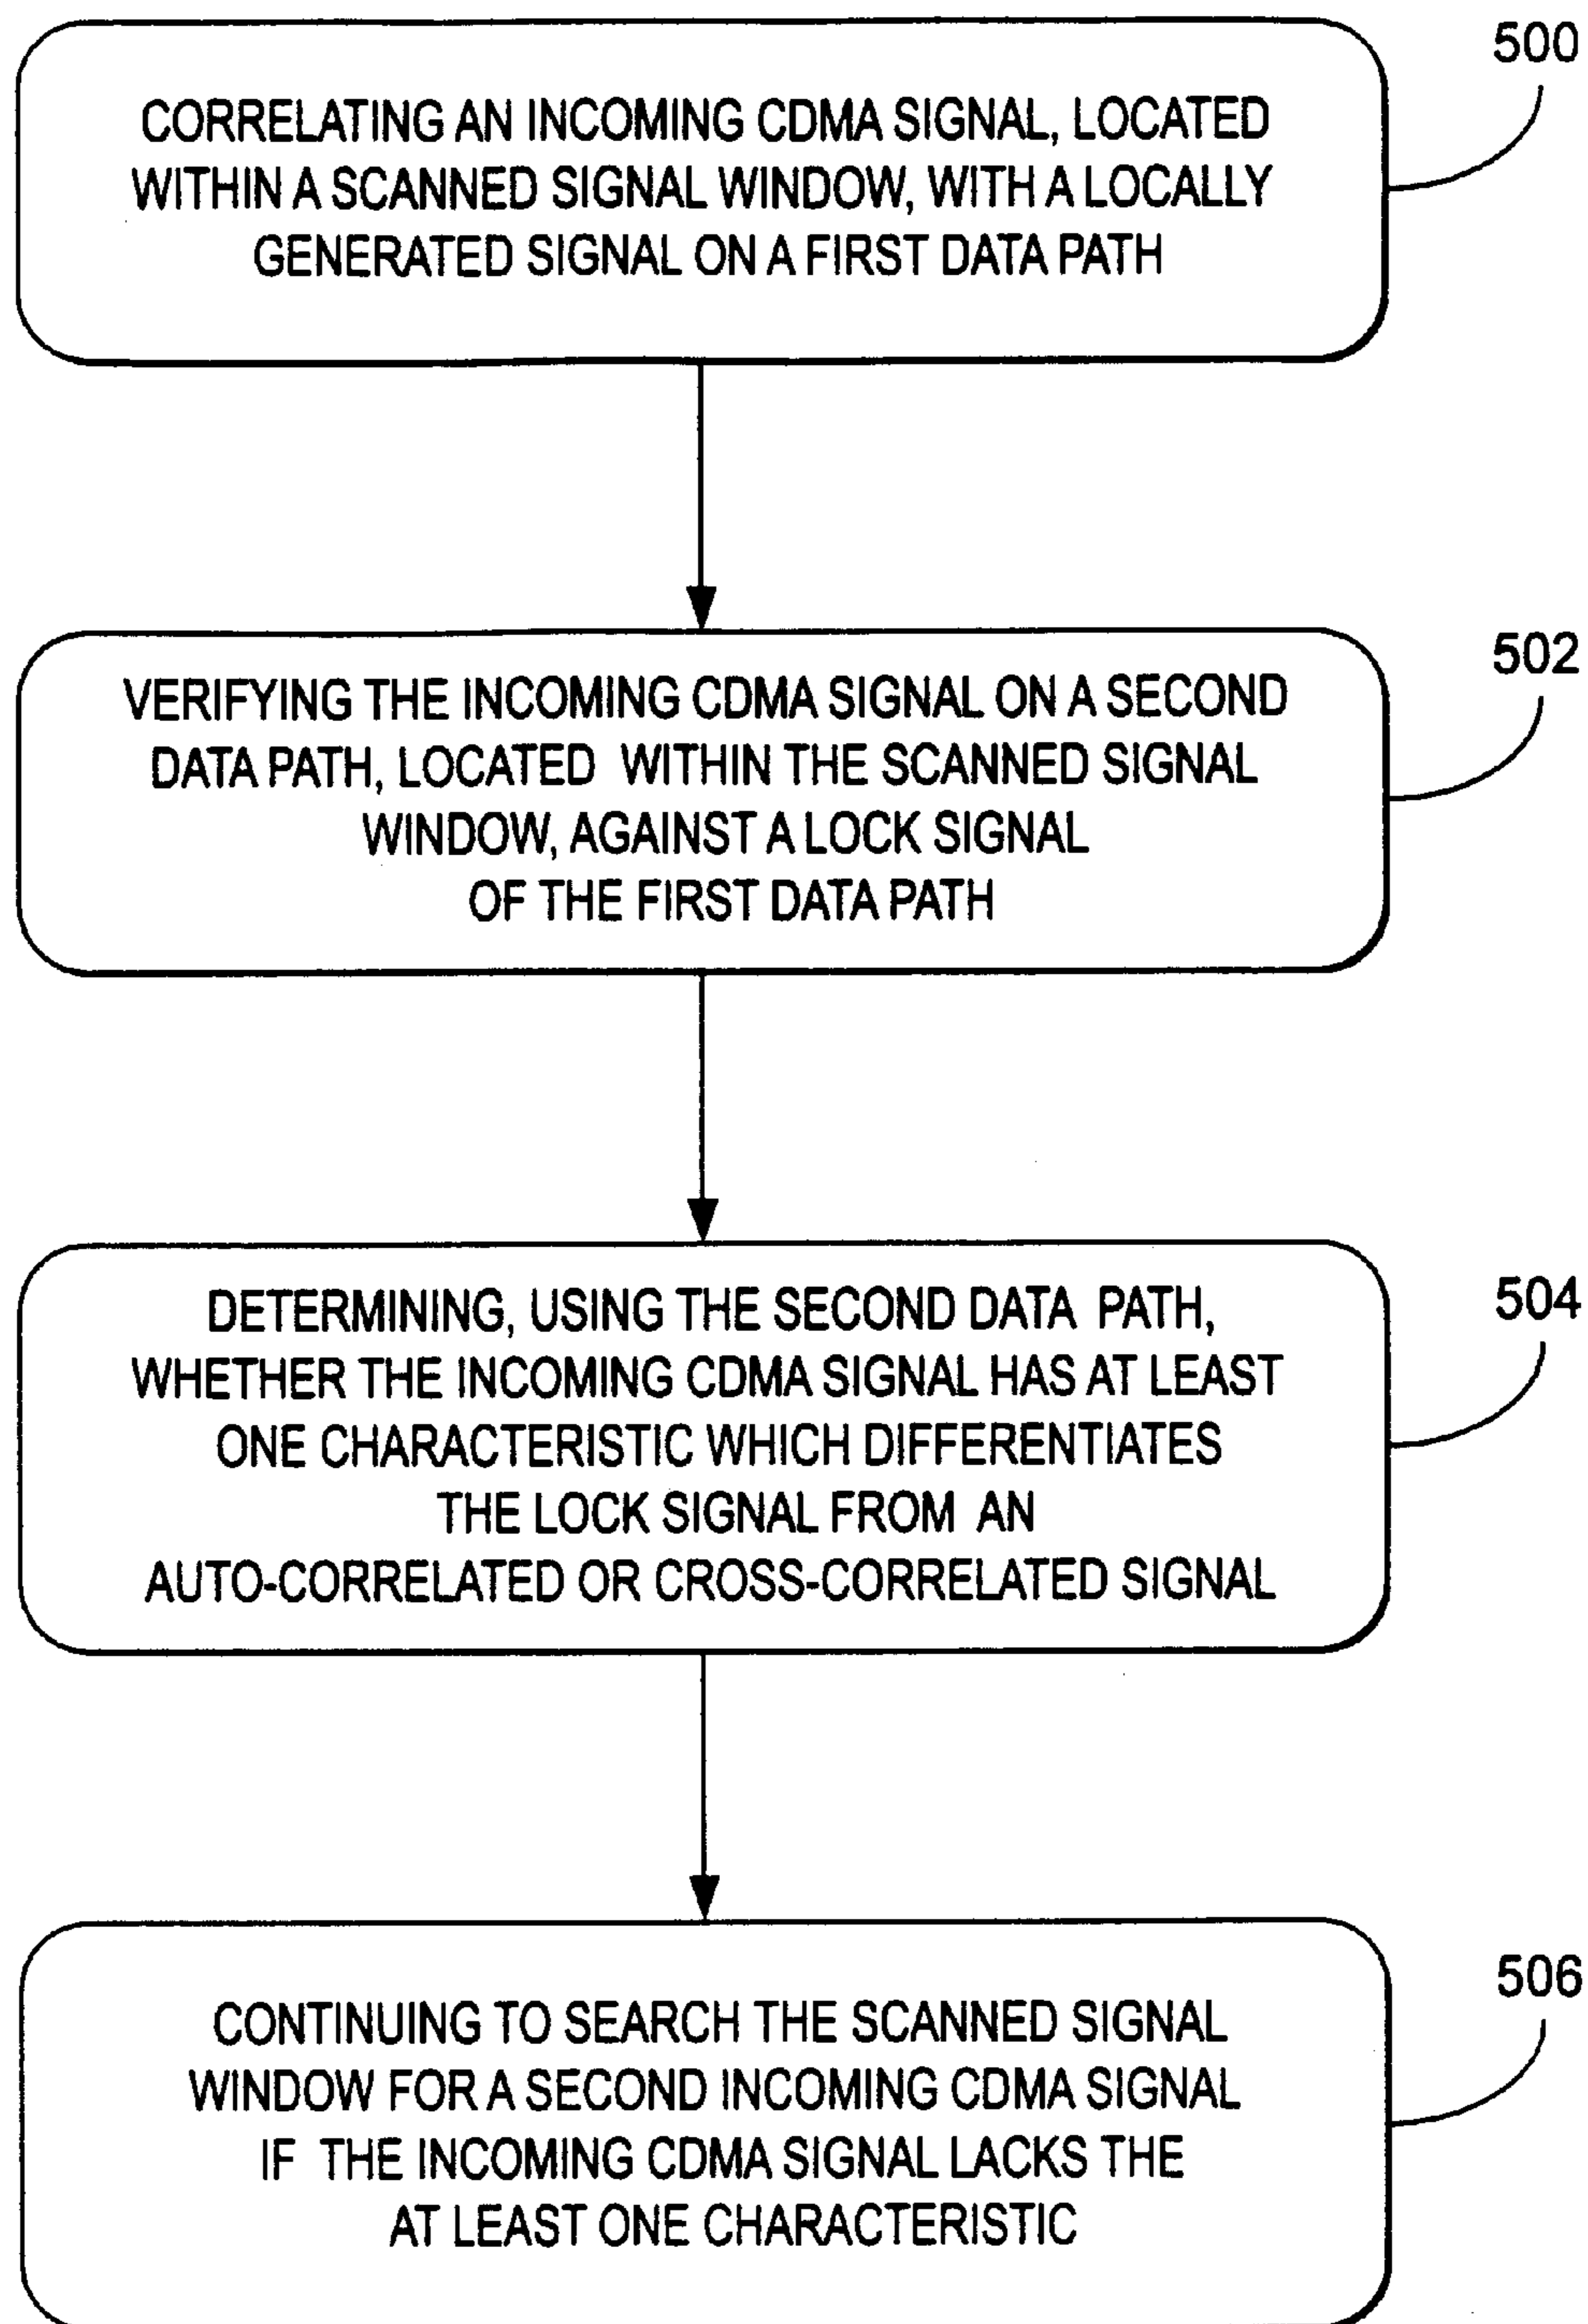 500
CORRELATING AN INCOMING CDMA SIGNAL, LOCATED
WITHIN A SCANNED SIGNAL WINDOW, WITH A LOCALLY
GENERATED SIGNAL ON A FIRST DATA PATH
502
VERIFYING THE INCOMING CDMA SIGNAL ON A SECOND
DATA PATH, LOCATED WITHIN THE SCANNED SIGNAL
WINDOW, AGAINST A LOCK SIGNAL
OF THE FIRST DATA PATH
504
DETERMINING, USING THE SECOND DATA PATH,
WHETHER THE INCOMING CDMA SIGNAL HAS AT LEAST
ONE CHARACTERISTIC WHICH DIFFERENTIATES
THE LOCK SIGNAL FROM AN
AUTO-CORRELATED OR CROSS-CORRELATED SIGNAL
506
CONTINUING TO SEARCH THE SCANNED SIGNAL
WINDOW FOR A SECOND INCOMING CDMA SIGNAL
IF THE INCOMING CDMA SIGNAL LACKS THE
AT LEAST ONE CHARACTERISTIC